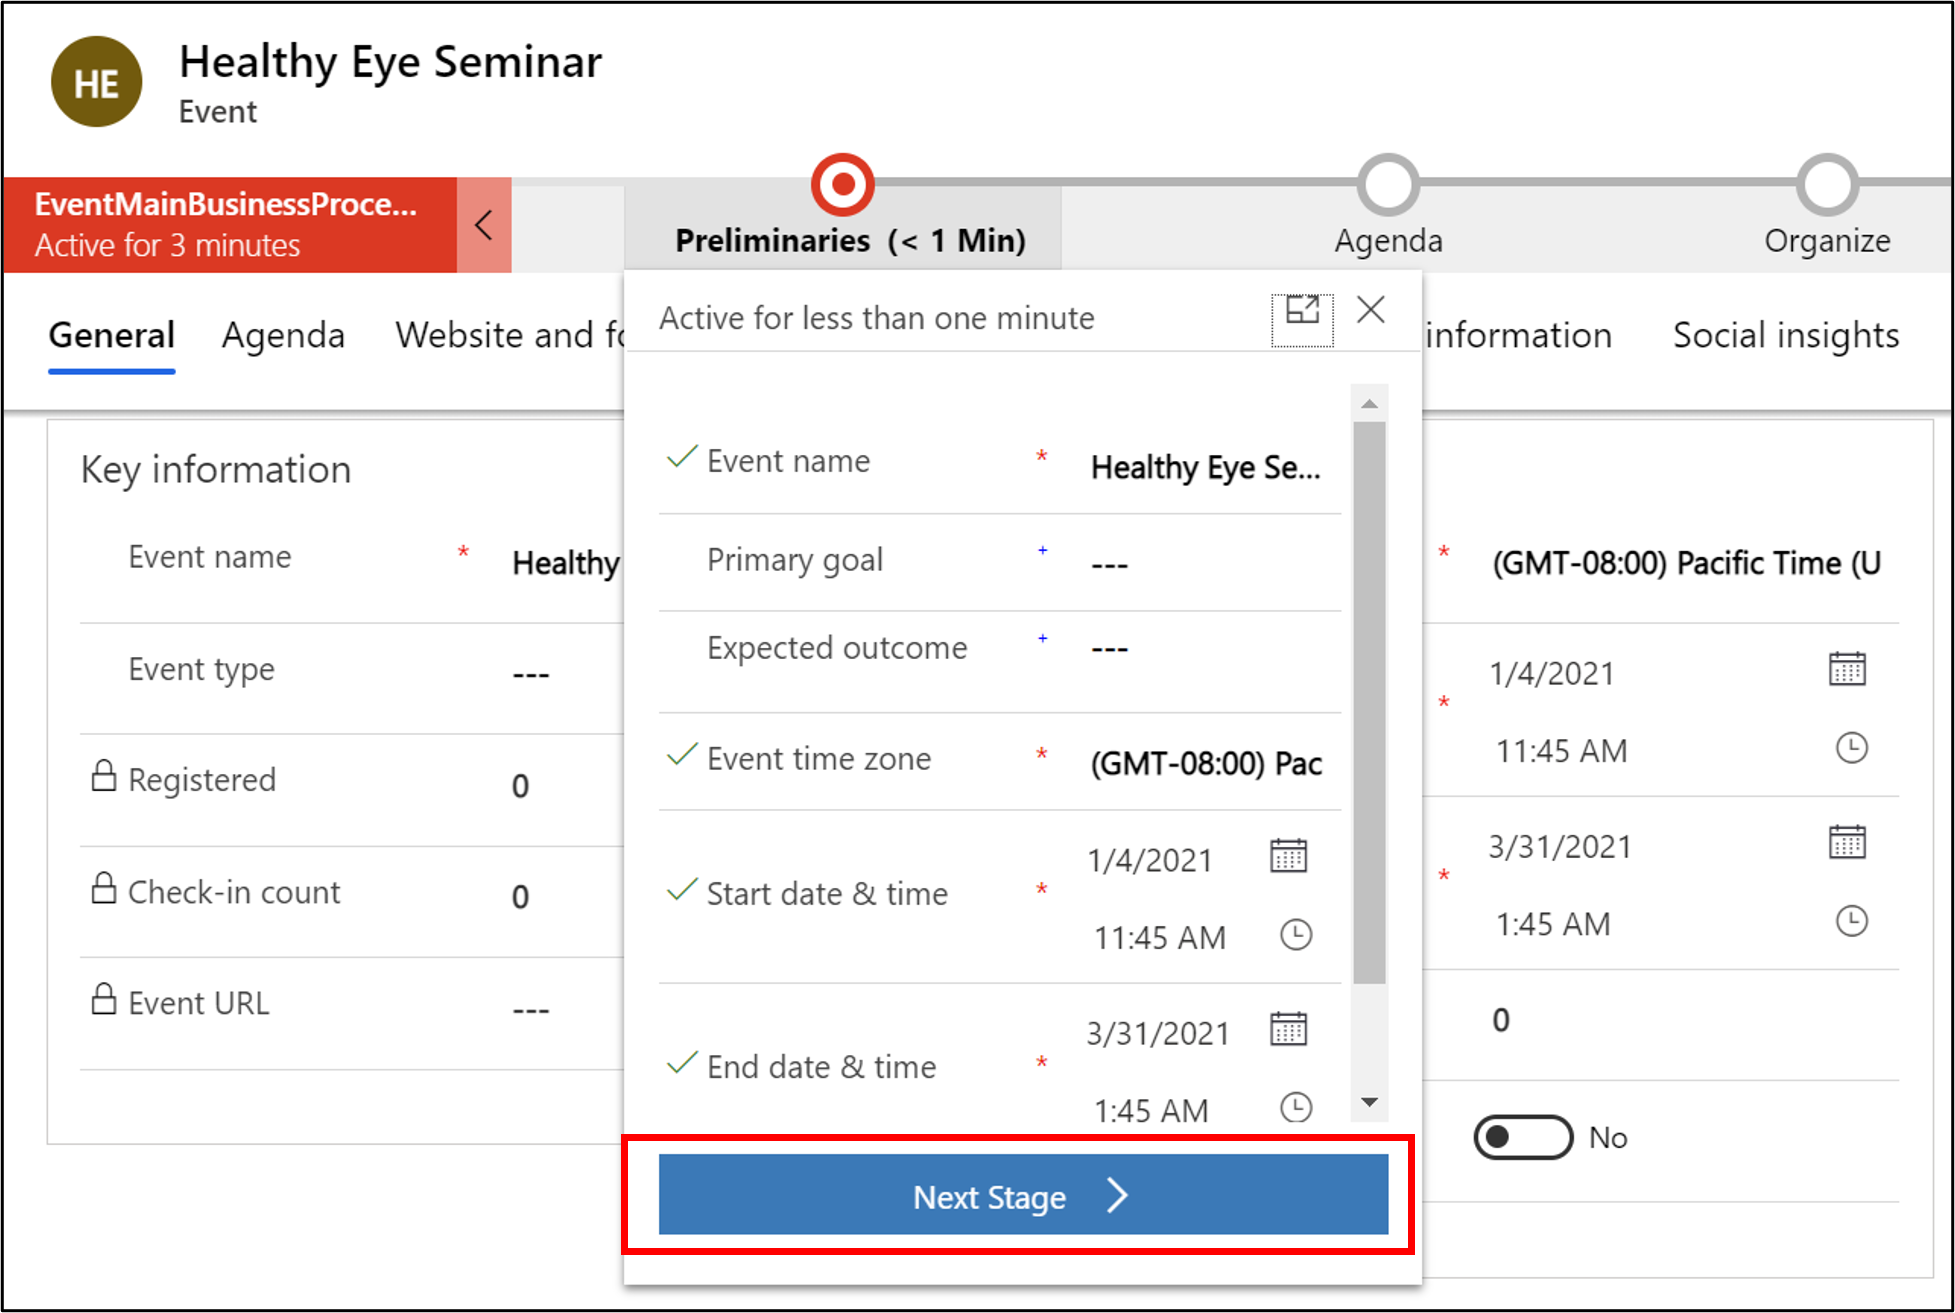 HE
Healthy Eye Seminar
Event
EventMainBusinessProce...
Active for 3 minutes
Preliminaries (< 1 Min)
Agenda
Organize
General
Agenda
Website and fo
information
Social insights
Active for less than one minute
Key information
Event name * Healthy
Event type ---
Registered 0
Check-in count 0
Event URL ---
Event name * Healthy Eye Se...
Primary goal + ---
Expected outcome + ---
Event time zone * (GMT-08:00) Pac
Start date & time * 1/4/2021
11:45 AM
End date & time * 3/31/2021
1:45 AM
Next Stage
* (GMT-08:00) Pacific Time (U
* 1/4/2021
11:45 AM
* 3/31/2021
1:45 AM
0
No